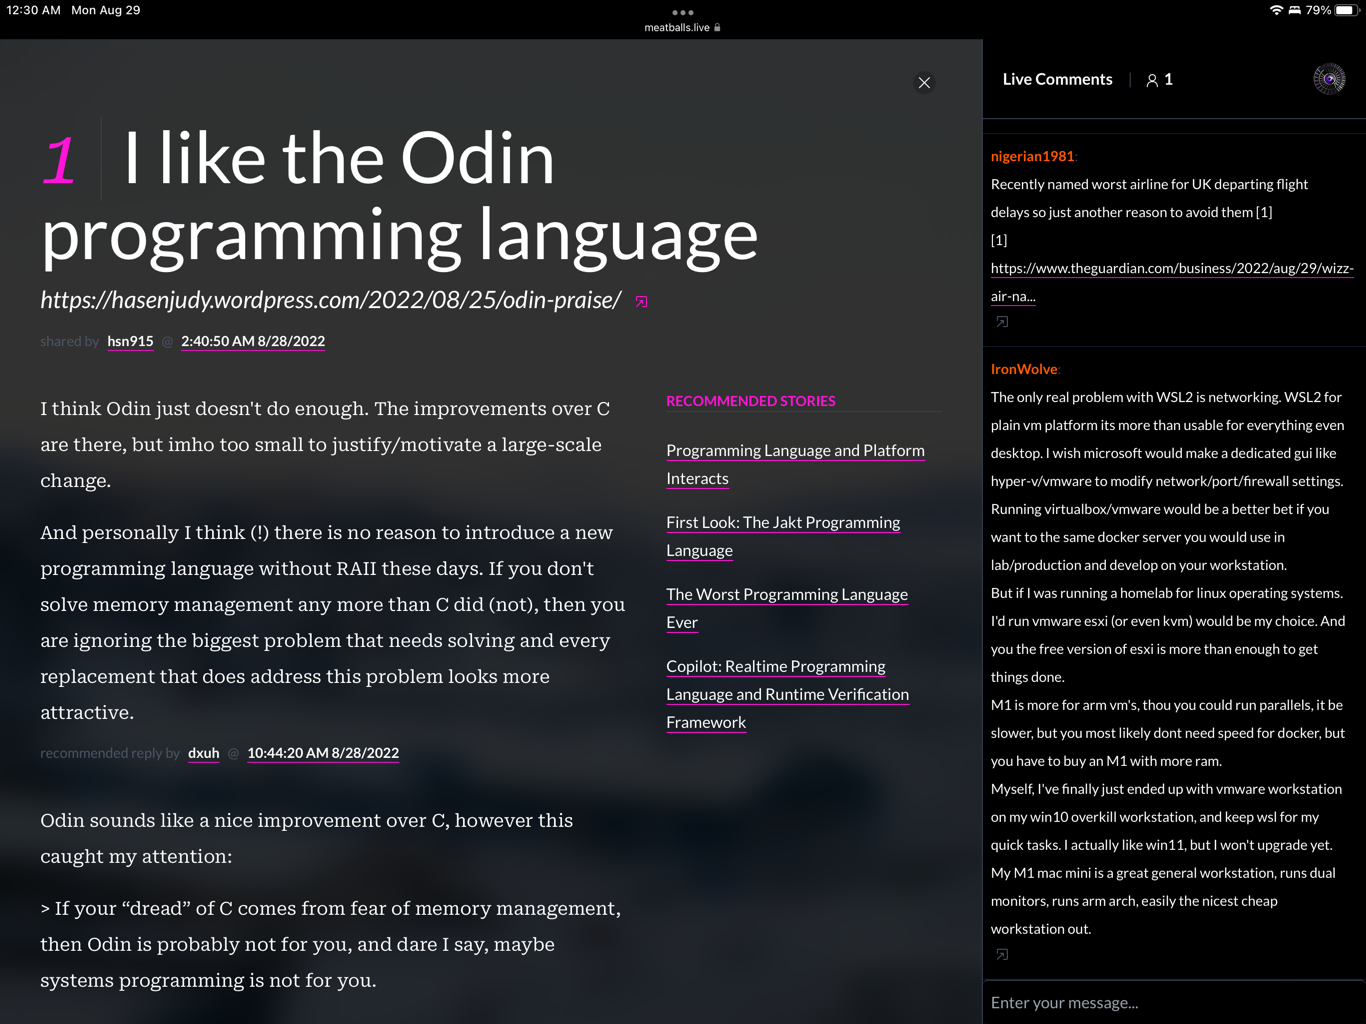 12:30 AM Mon Aug 29
79%
meatballs.live
1 I like the Odin
programming language
https://hasenjudy.wordpress.com/2022/08/25/odin-praise/
shared by hsn915 @ 2:40:50 AM 8/28/2022
I think Odin just doesn't do enough. The improvements over C
are there, but imho too small to justify/motivate a large-scale
change.
And personally I think (!) there is no reason to introduce a new
programming language without RAII these days. If you don't
solve memory management any more than C did (not), then you
are ignoring the biggest problem that needs solving and every
replacement that does address this problem looks more
attractive.
recommended reply by dxuh @ 10:44:20 AM 8/28/2022
Odin sounds like a nice improvement over C, however this
caught my attention:
> If your “dread” of C comes from fear of memory management,
then Odin is probably not for you, and dare I say, maybe
systems programming is not for you.
RECOMMENDED STORIES
Programming Language and Platform
Interacts
First Look: The Jakt Programming
Language
The Worst Programming Language
Ever
Copilot: Realtime Programming
Language and Runtime Verification
Framework
Live Comments 1
nigerian1981:
Recently named worst airline for UK departing flight
delays so just another reason to avoid them [1]
[1]
https://www.theguardian.com/business/2022/aug/29/wizz-
air-na...
IronWolve:
The only real problem with WSL2 is networking. WSL2 for
plain vm platform its more than usable for everything even
desktop. I wish microsoft would make a dedicated gui like
hyper-v/vmware to modify network/port/firewall settings.
Running virtualbox/vmware would be a better bet if you
want to the same docker server you would use in
lab/production and develop on your workstation.
But if I was running a homelab for linux operating systems.
I'd run vmware esxi (or even kvm) would be my choice. And
you the free version of esxi is more than enough to get
things done.
M1 is more for arm vm's, thou you could run parallels, it be
slower, but you most likely dont need speed for docker, but
you have to buy an M1 with more ram.
Myself, I've finally just ended up with vmware workstation
on my win10 overkill workstation, and keep wsl for my
quick tasks. I actually like win11, but I won't upgrade yet.
My M1 mac mini is a great general workstation, runs dual
monitors, runs arm arch, easily the nicest cheap
workstation out.
Enter your message...